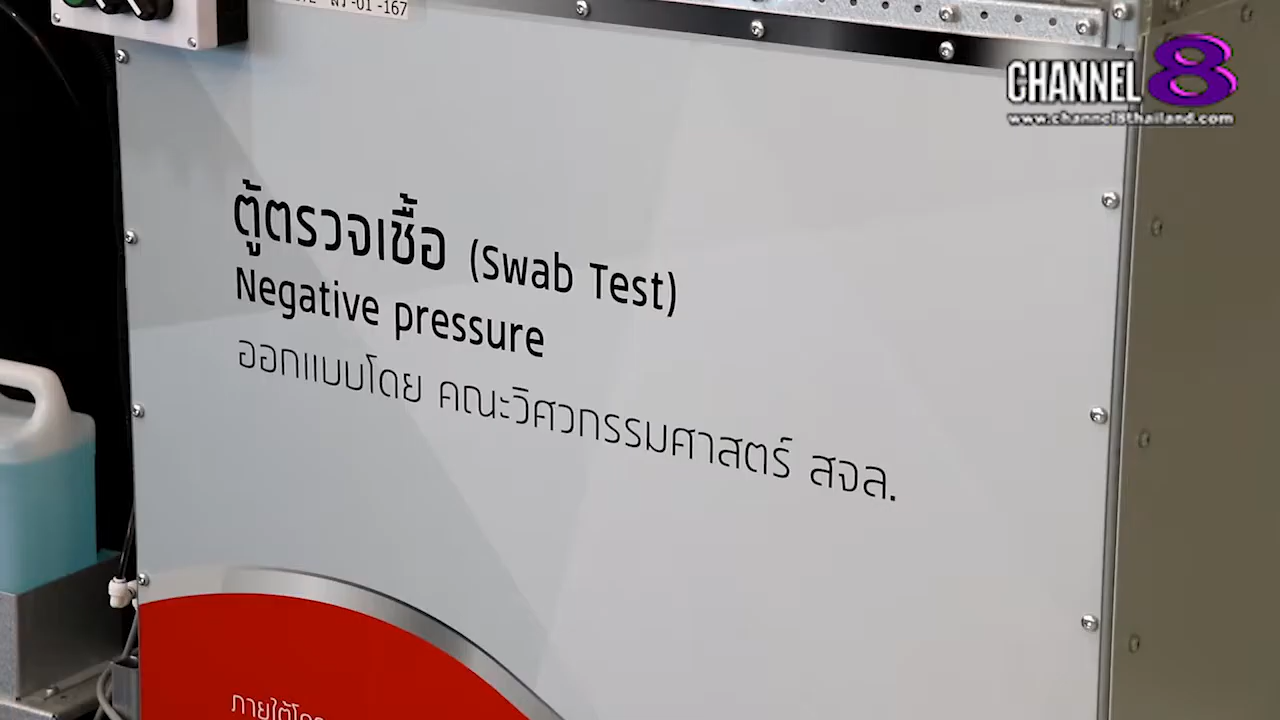 -01 -167
CHANNEL 8
www.channel8thailand.com
ตู้ตรวจเชื้อ (Swab Test)
Negative pressure
ออกแบบโดย คณะวิศวกรรมศาสตร์ สจล.